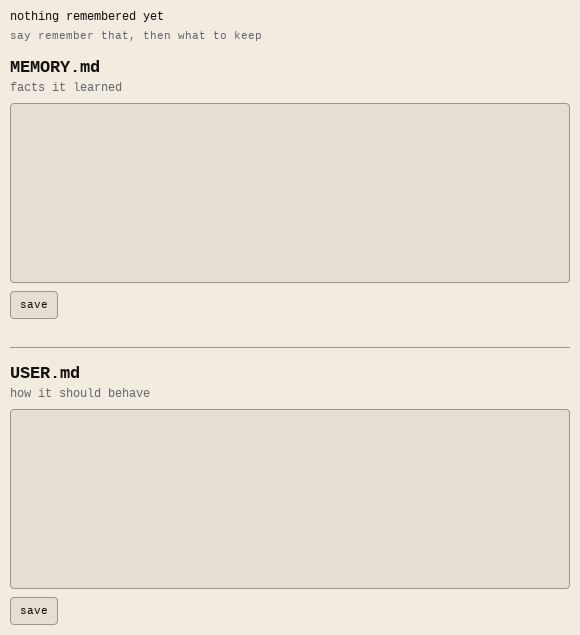 nothing remembered yet
say remember that, then what to keep
MEMORY.md
facts it learned
save
USER.md
how it should behave
save